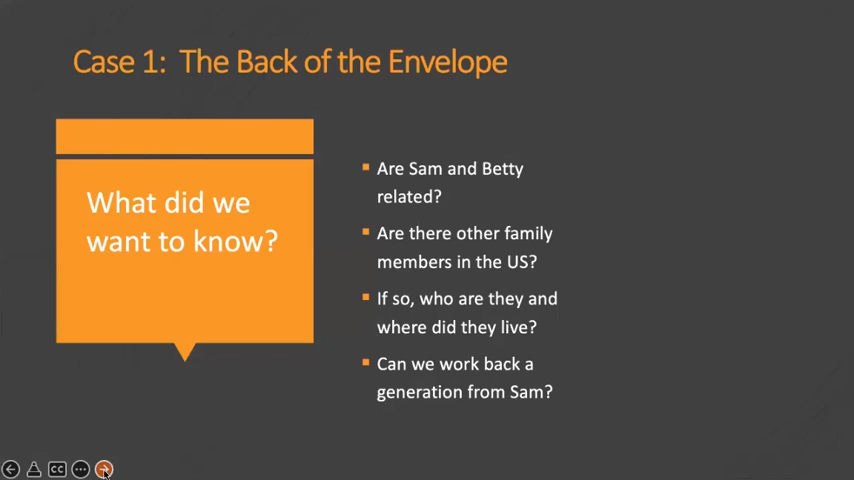 Case 1: The Back of the Envelope
What did we
want to know?
Are Sam and Betty
related?
Are there other family
members in the US?
If so, who are they and
where did they live?
Can we work back a
generation from Sam?
CC